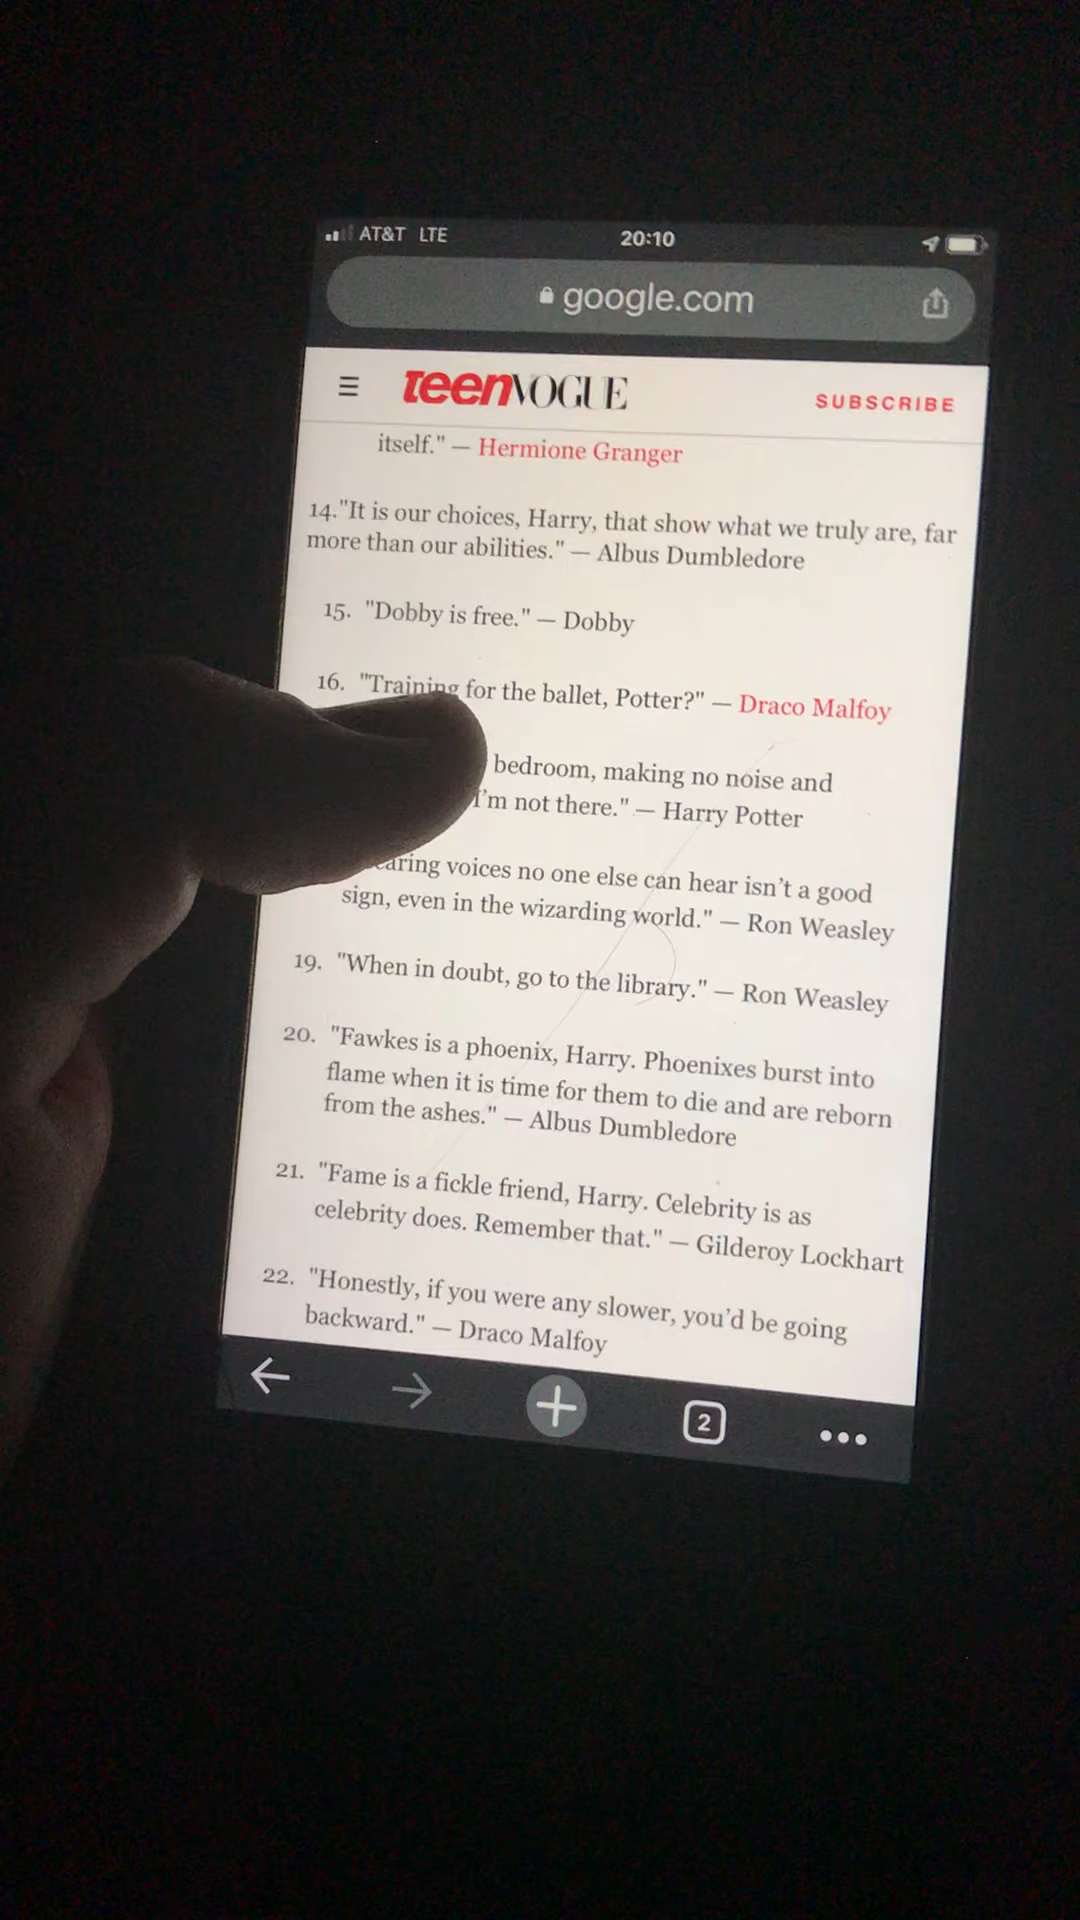 AT&T LTE 20:10
google.com
teenVOGUE SUBSCRIBE
itself." — Hermione Granger
14."It is our choices, Harry, that show what we truly are, far
more than our abilities." — Albus Dumbledore
15. "Dobby is free." — Dobby
16. "Training for the ballet, Potter?" — Draco Malfoy
bedroom, making no noise and
I'm not there." — Harry Potter
voices no one else can hear isn't a good
sign, even in the wizarding world." — Ron Weasley
19. "When in doubt, go to the library." — Ron Weasley
20. "Fawkes is a phoenix, Harry. Phoenixes burst into
flame when it is time for them to die and are reborn
from the ashes." — Albus Dumbledore
21. "Fame is a fickle friend, Harry. Celebrity is as
celebrity does. Remember that." — Gilderoy Lockhart
22. "Honestly, if you were any slower, you'd be going
backward." — Draco Malfoy
2